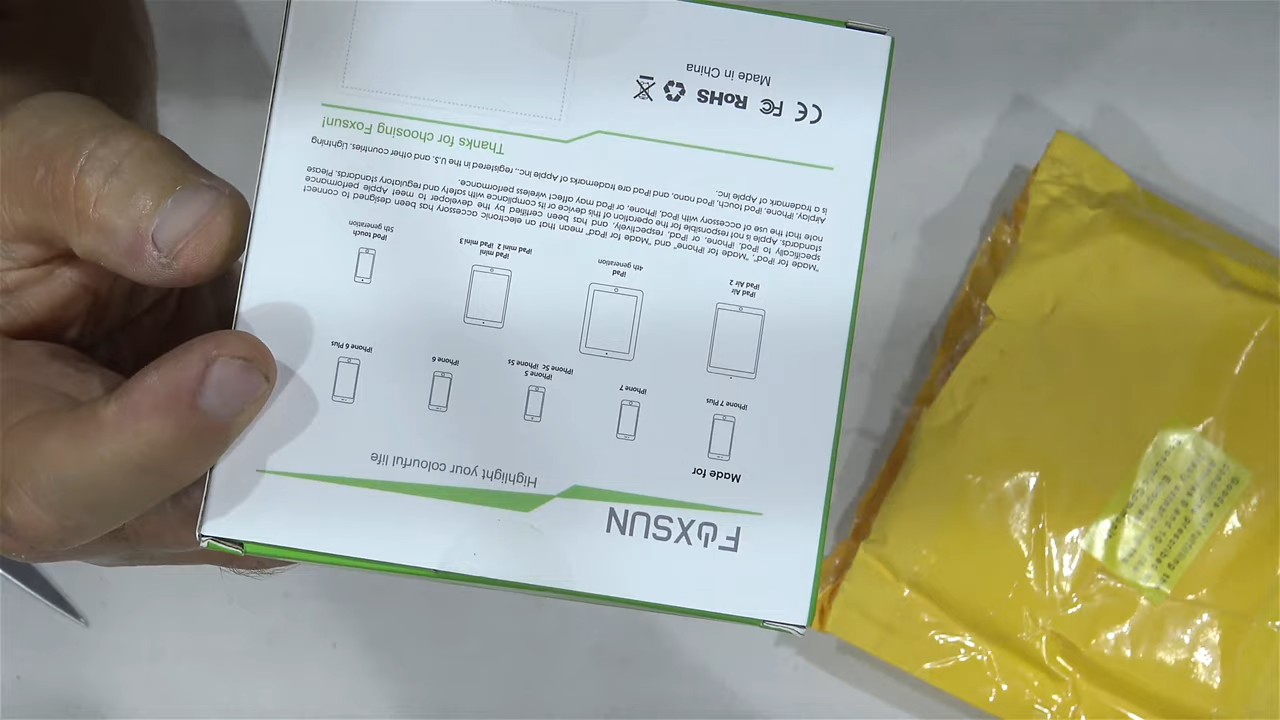 FOXSUN
Highlight your colourful life
Made for
iPhone 7 Plus
iPhone 7
iPhone 5
iPhone 5c iPhone 5s
iPhone 6
iPhone 6 Plus
iPad Air
iPad Air 2
iPad
4th generation
iPad mini
iPad mini 2 iPad mini 3
iPod touch
5th generation
"Made for iPod", "Made for iPhone" and "Made for iPad" mean that an electronic accessory has been designed to connect
specifically to iPod, iPhone, or iPad, respectively, and has been certified by the developer to meet Apple performance
standards. Apple is not responsible for the operation of this device or its compliance with safety and regulatory standards. Please
note that the use of accessory with iPod, iPhone, or iPad may affect wireless performance.
Airplay, iPhone, iPod touch, iPod nano, and iPad are trademarks of Apple Inc., registered in the U.S. and other countries. Lightning
is a trademark of Apple Inc.
Thanks for choosing Foxsun!
CE FC RoHS
Made in China
Goods
prescribed